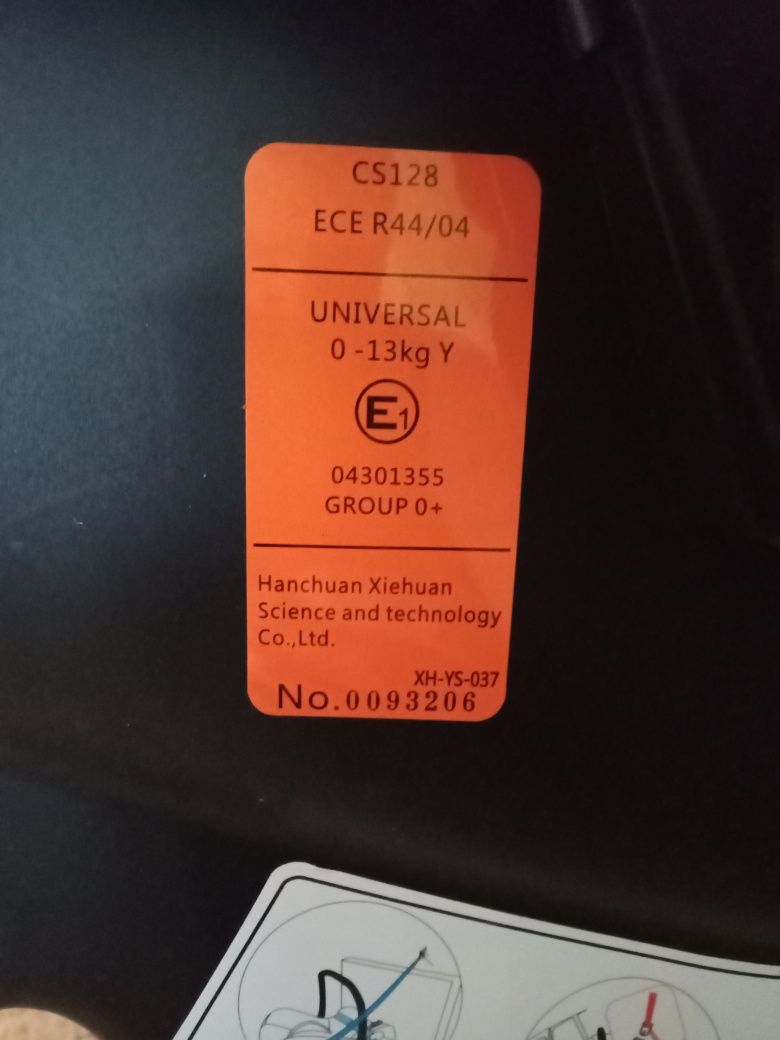 CS128
ECE R44/04
UNIVERSAL
0 -13kg Y
E1
04301355
GROUP 0+
Hanchuan Xiehuan
Science and technology
Co.,Ltd.
XH-YS-037
No.0093206